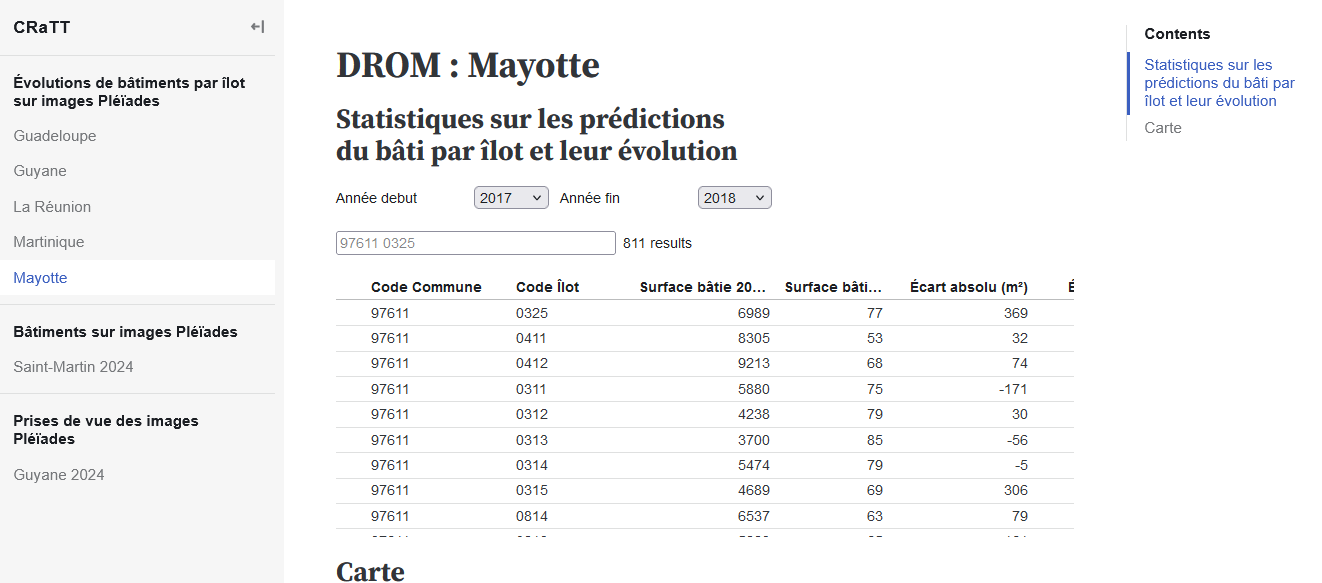 CRaTT
Évolutions de bâtiments par îlot
sur images Pléïades
Guadeloupe
Guyane
La Réunion
Martinique
Mayotte
Bâtiments sur images Pléïades
Saint-Martin 2024
Prises de vue des images
Pléïades
Guyane 2024
DROM : Mayotte
Statistiques sur les prédictions
du bâti par îlot et leur évolution
Année debut 2017 Année fin 2018
97611 0325 811 results
Code Commune Code Îlot Surface bâtie 20… Surface bâti… Écart absolu (m²) É
97611 0325 6989 77 369
97611 0411 8305 53 32
97611 0412 9213 68 74
97611 0311 5880 75 -171
97611 0312 4238 79 30
97611 0313 3700 85 -56
97611 0314 5474 79 -5
97611 0315 4689 69 306
97611 0814 6537 63 79
Carte
Contents
Statistiques sur les
prédictions du bâti par
îlot et leur évolution
Carte